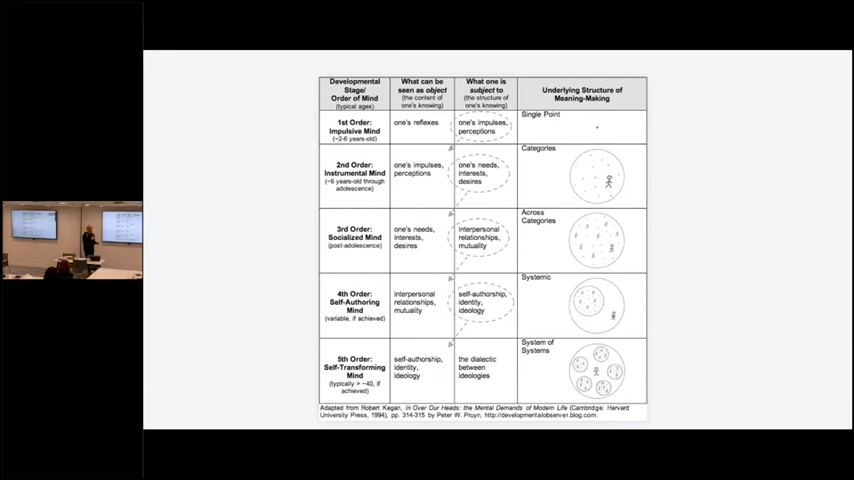 Developmental
Stage/
Order of Mind
(typical ages)
What can be
seen as object
(the content of
one's knowing)
What one is
subject to
(the structure of
one's knowing)
Underlying Structure of
Meaning-Making
1st Order:
Impulsive Mind
(~2-6 years-old)
one's reflexes
one's impulses,
perceptions
Single Point
2nd Order:
Instrumental Mind
(~6 years-old through
adolescence)
one's impulses,
perceptions
one's needs,
interests,
desires
Categories
3rd Order:
Socialized Mind
(post-adolescence)
one's needs,
interests,
desires
interpersonal
relationships,
mutuality
Across
Categories
4th Order:
Self-Authoring
Mind
(variable, if achieved)
interpersonal
relationships,
mutuality
self-authorship,
identity,
ideology
Systemic
5th Order:
Self-Transforming
Mind
(typically > ~40, if
achieved)
self-authorship,
identity,
ideology
the dialectic
between
ideologies
System of
Systems
Adapted from Robert Kegan, In Over Our Heads: the Mental Demands of Modern Life (Cambridge: Harvard
University Press, 1994), pp. 314-315 by Peter W. Pruyn, http://developmentalobserver.blog.com.